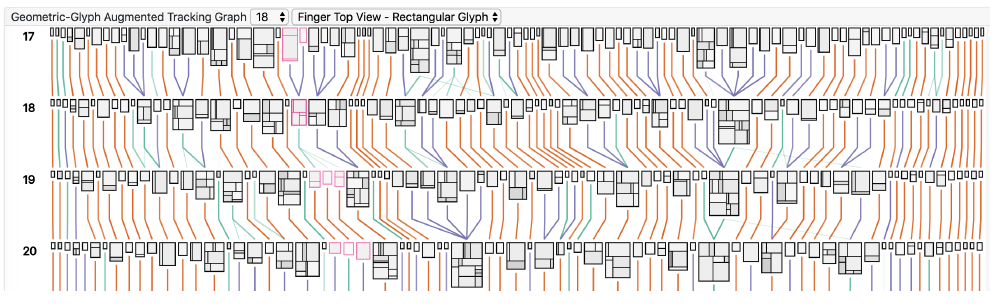 Geometric-Glyph Augmented Tracking Graph 18 Finger Top View - Rectangular Glyph
17
18
19
20